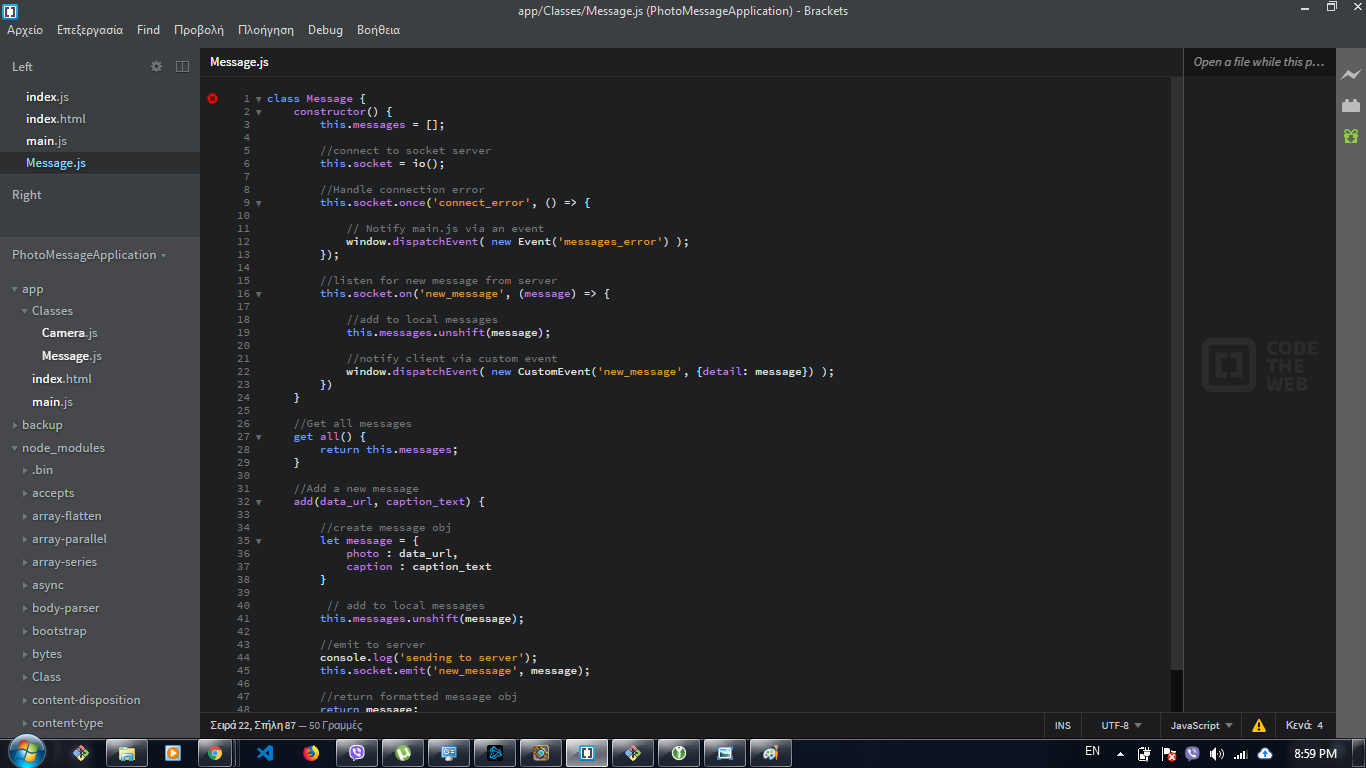 app/Classes/Message.js (PhotoMessageApplication) - Brackets
Αρχείο Επεξεργασία Find Προβολή Πλοήγηση Debug Βοήθεια
Left
index.js
index.html
main.js
Message.js
Right
PhotoMessageApplication
app
Classes
Camera.js
Message.js
index.html
main.js
backup
node_modules
.bin
accepts
array-flatten
array-parallel
array-series
async
body-parser
bootstrap
bytes
Class
content-disposition
content-type
Message.js
1 class Message {
2 constructor() {
3 this.messages = [];
4
5 //connect to socket server
6 this.socket = io();
7
8 //Handle connection error
9 this.socket.once('connect_error', () => {
10
11 // Notify main.js via an event
12 window.dispatchEvent( new Event('messages_error') );
13 });
14
15 //listen for new message from server
16 this.socket.on('new_message', (message) => {
17
18 //add to local messages
19 this.messages.unshift(message);
20
21 //notify client via custom event
22 window.dispatchEvent( new CustomEvent('new_message', {detail: message}) );
23 })
24 }
25
26 //Get all messages
27 get all() {
28 return this.messages;
29 }
30
31 //Add a new message
32 add(data_url, caption_text) {
33
34 //create message obj
35 let message = {
36 photo : data_url,
37 caption : caption_text
38 }
39
40 // add to local messages
41 this.messages.unshift(message);
42
43 //emit to server
44 console.log('sending to server');
45 this.socket.emit('new_message', message);
46
47 //return formatted message obj
48 return message;
Open a file while this p...
CODE
THE
WEB
Σειρά 22, Στήλη 87 — 50 Γραμμές
INS UTF-8 JavaScript Κενά: 4
EN 8:59 PM